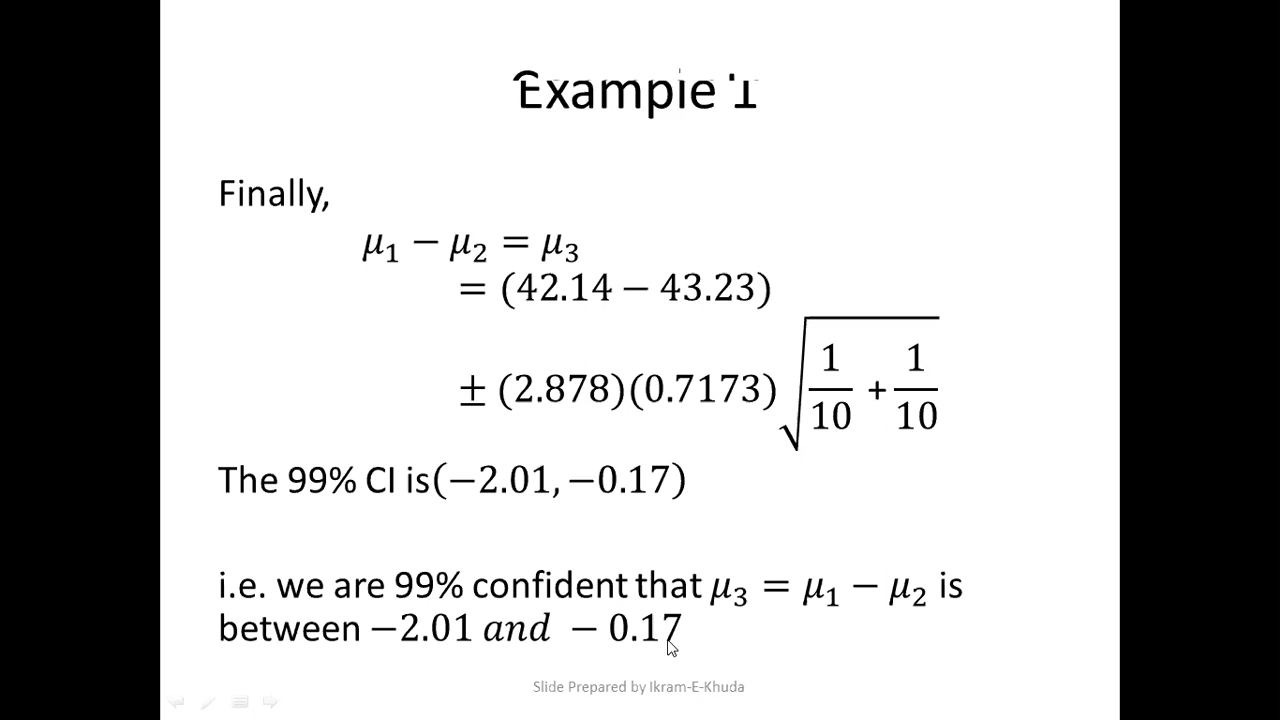 Example 1
Finally,
μ₁ − μ₂ = μ₃
= (42.14 − 43.23)
± (2.878)(0.7173)√(1/10 + 1/10)
The 99% CI is(−2.01, −0.17)
i.e. we are 99% confident that μ₃ = μ₁ − μ₂ is
between −2.01 and − 0.17
Slide Prepared by Ikram-E-Khuda